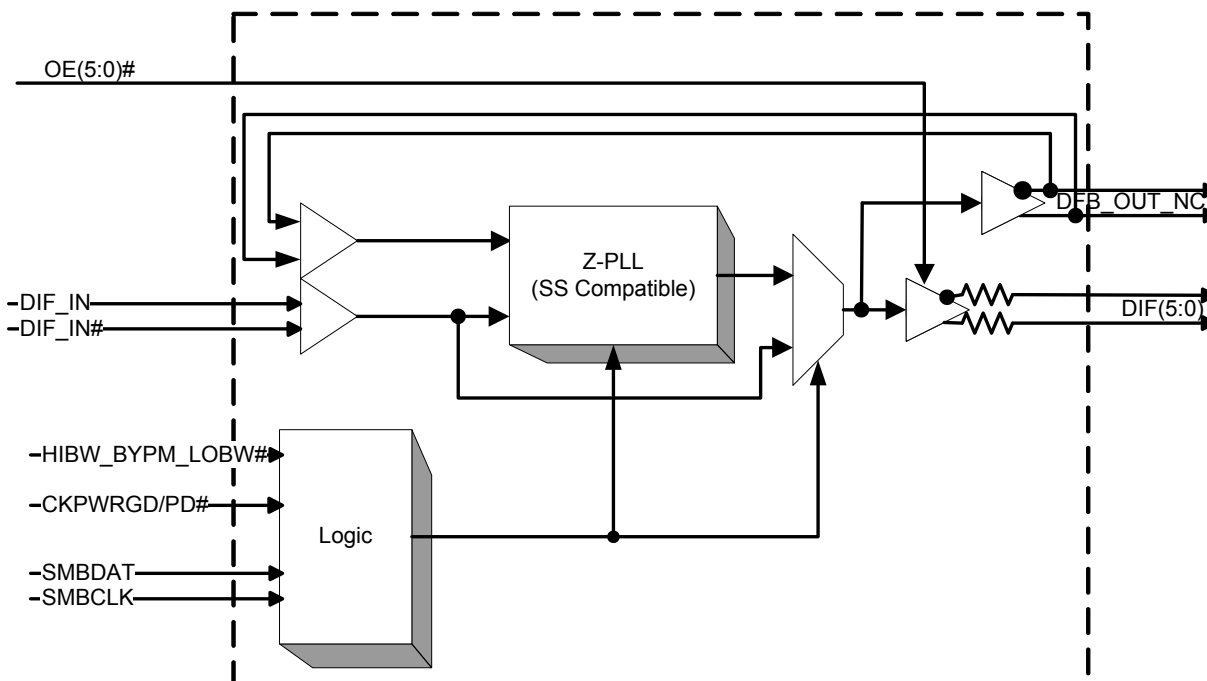 OE(5:0)#
DFB_OUT_NC
Z-PLL
(SS Compatible)
DIF_IN
DIF_IN#
DIF(5:0)
HIBW_BYPM_LOBW#
CKPWRGD/PD#
Logic
SMBDAT
SMBCLK